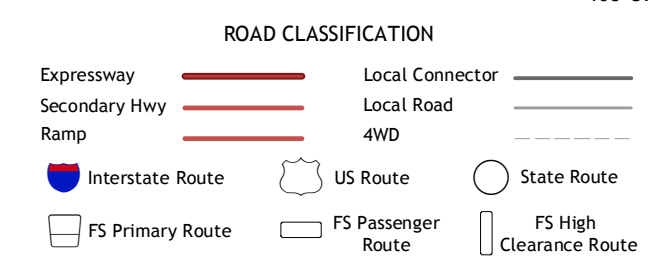 ROAD CLASSIFICATION
Expressway
Local Connector
Secondary Hwy
Local Road
Ramp
4WD
Interstate Route
US Route
State Route
FS Primary Route
FS Passenger
Route
FS High
Clearance Route